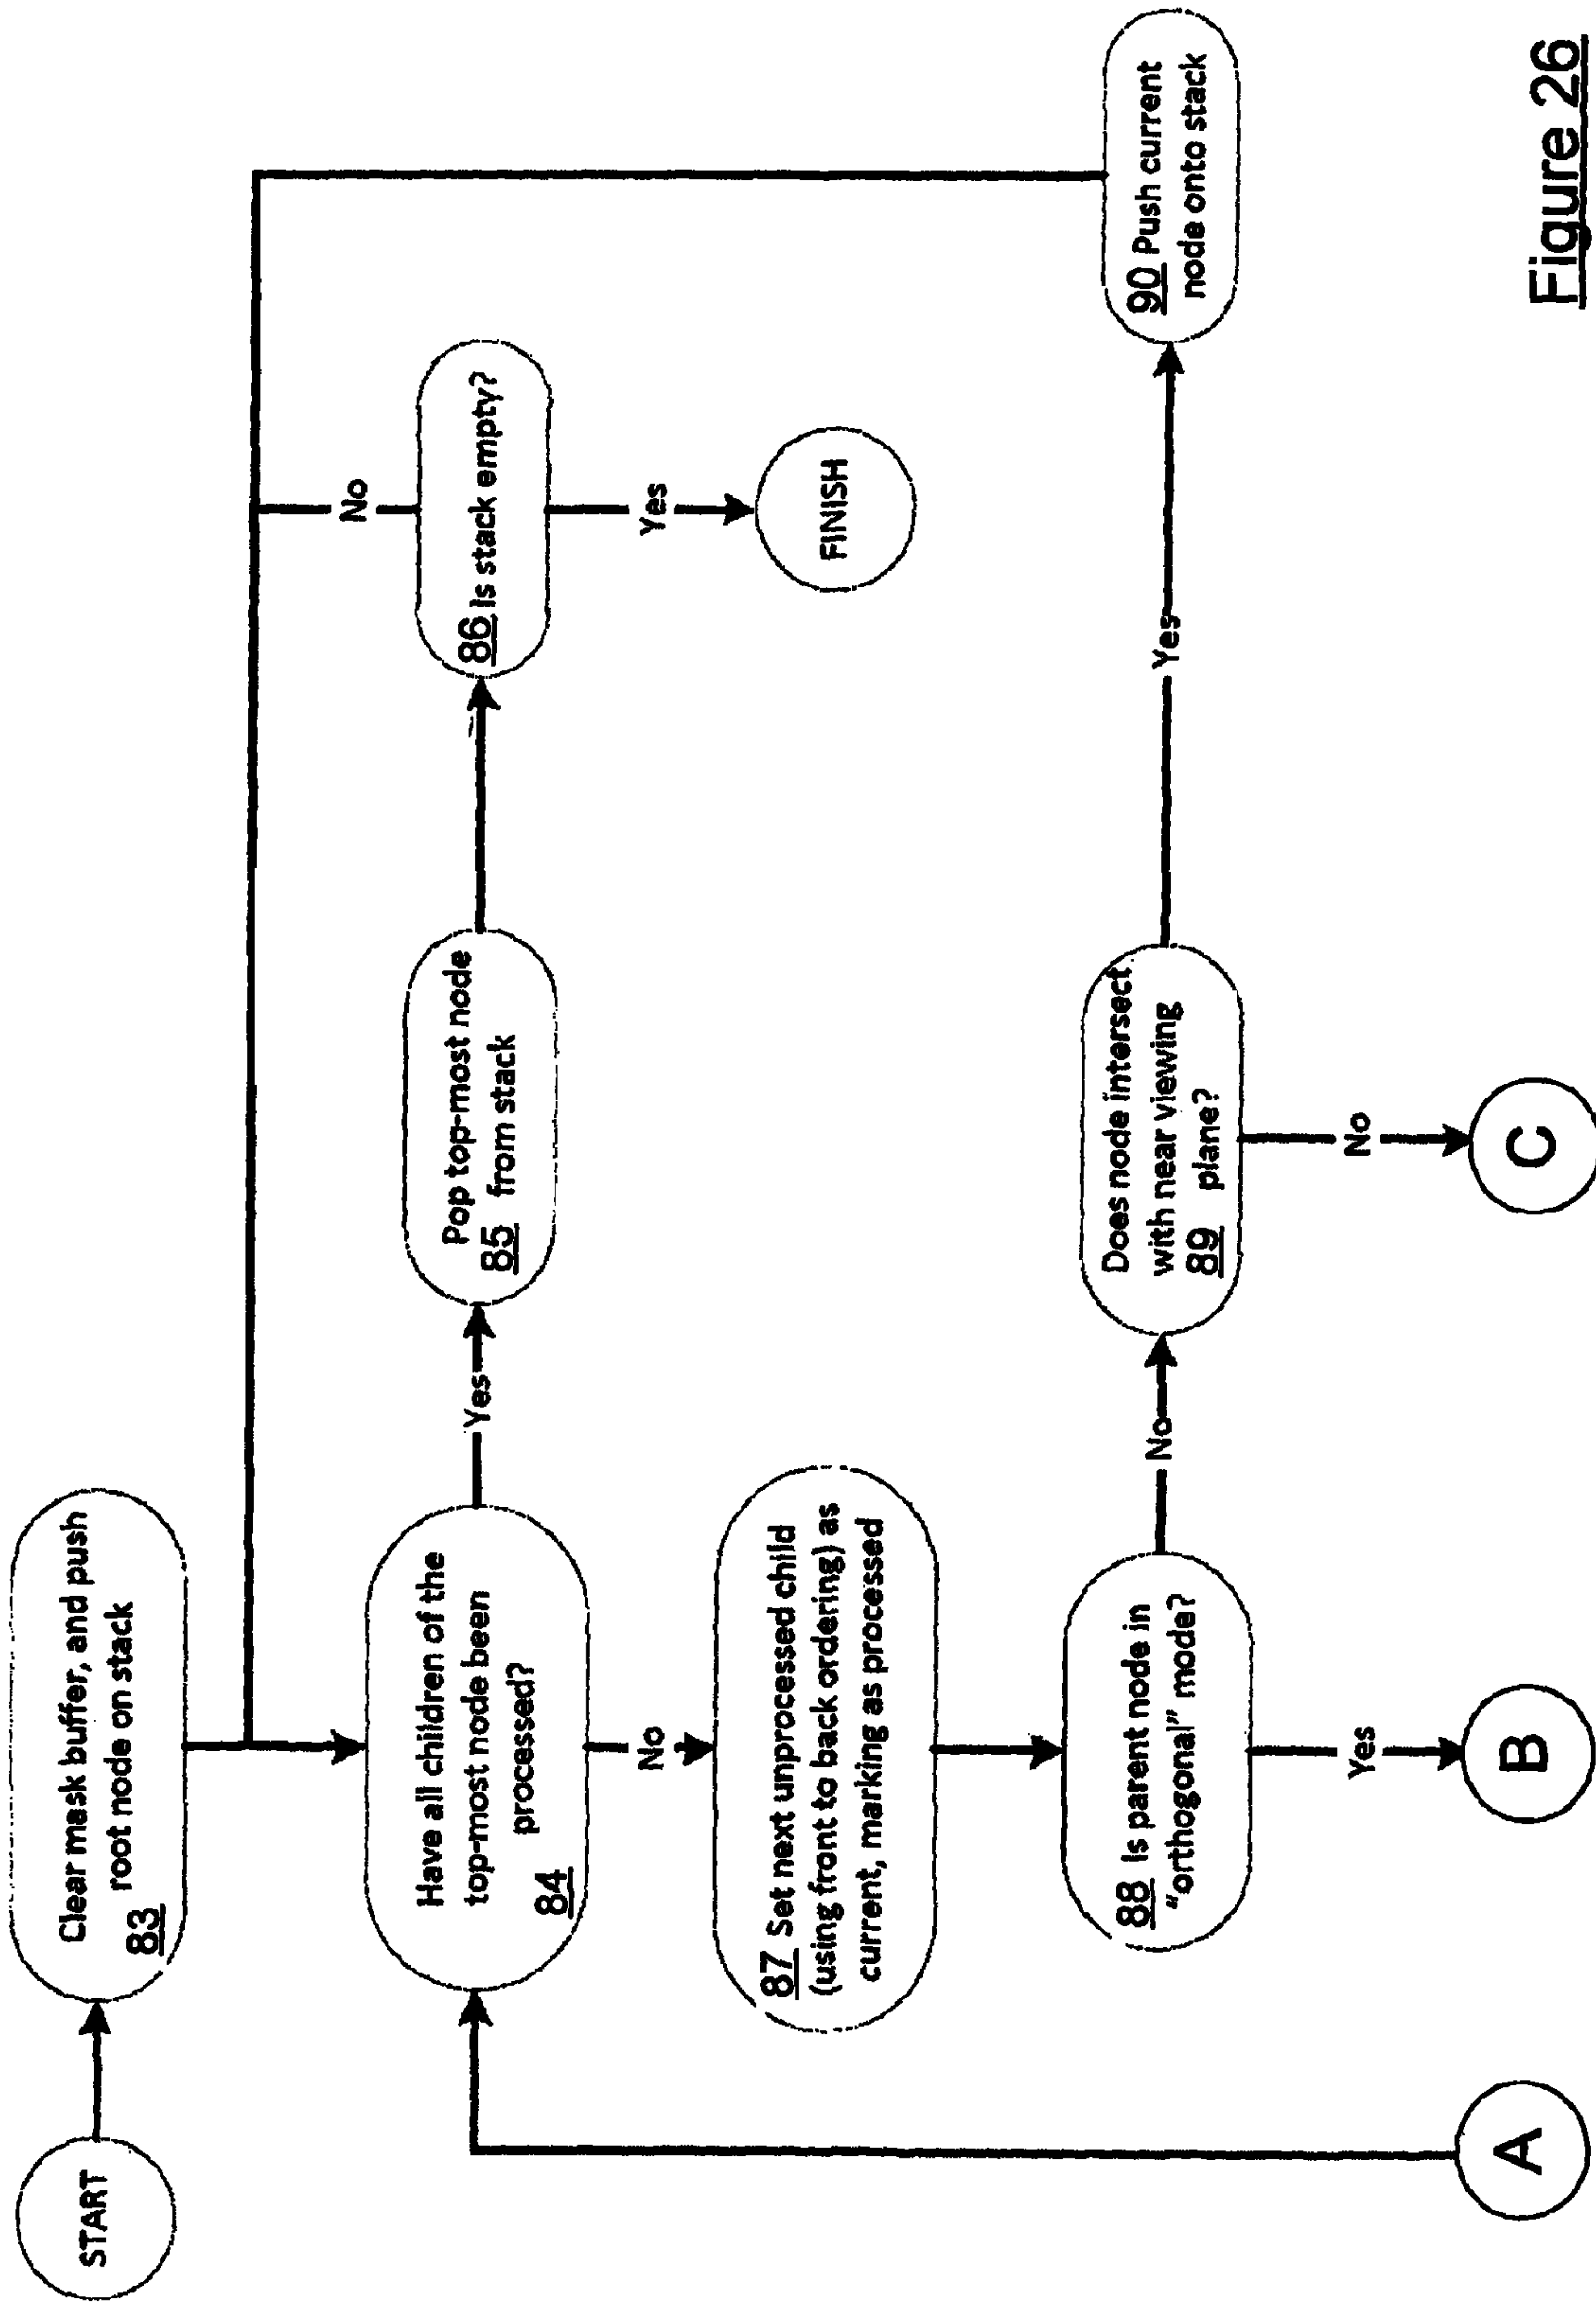 START
Clear mask buffer, and push
root node on stack
83
Have all children of the
top-most node been
processed?
84
Yes
Pop top-most node
85 from stack
86 Is stack empty?
No
Yes
FINISH
No
87 Set next unprocessed child
(using front to back ordering) as
current, marking as processed
88 Is parent node in
"orthogonal" mode?
No
Does node intersect
with near viewing
89 plane?
Yes
90 Push current
node onto stack
Yes
No
A
B
C
Figure 26